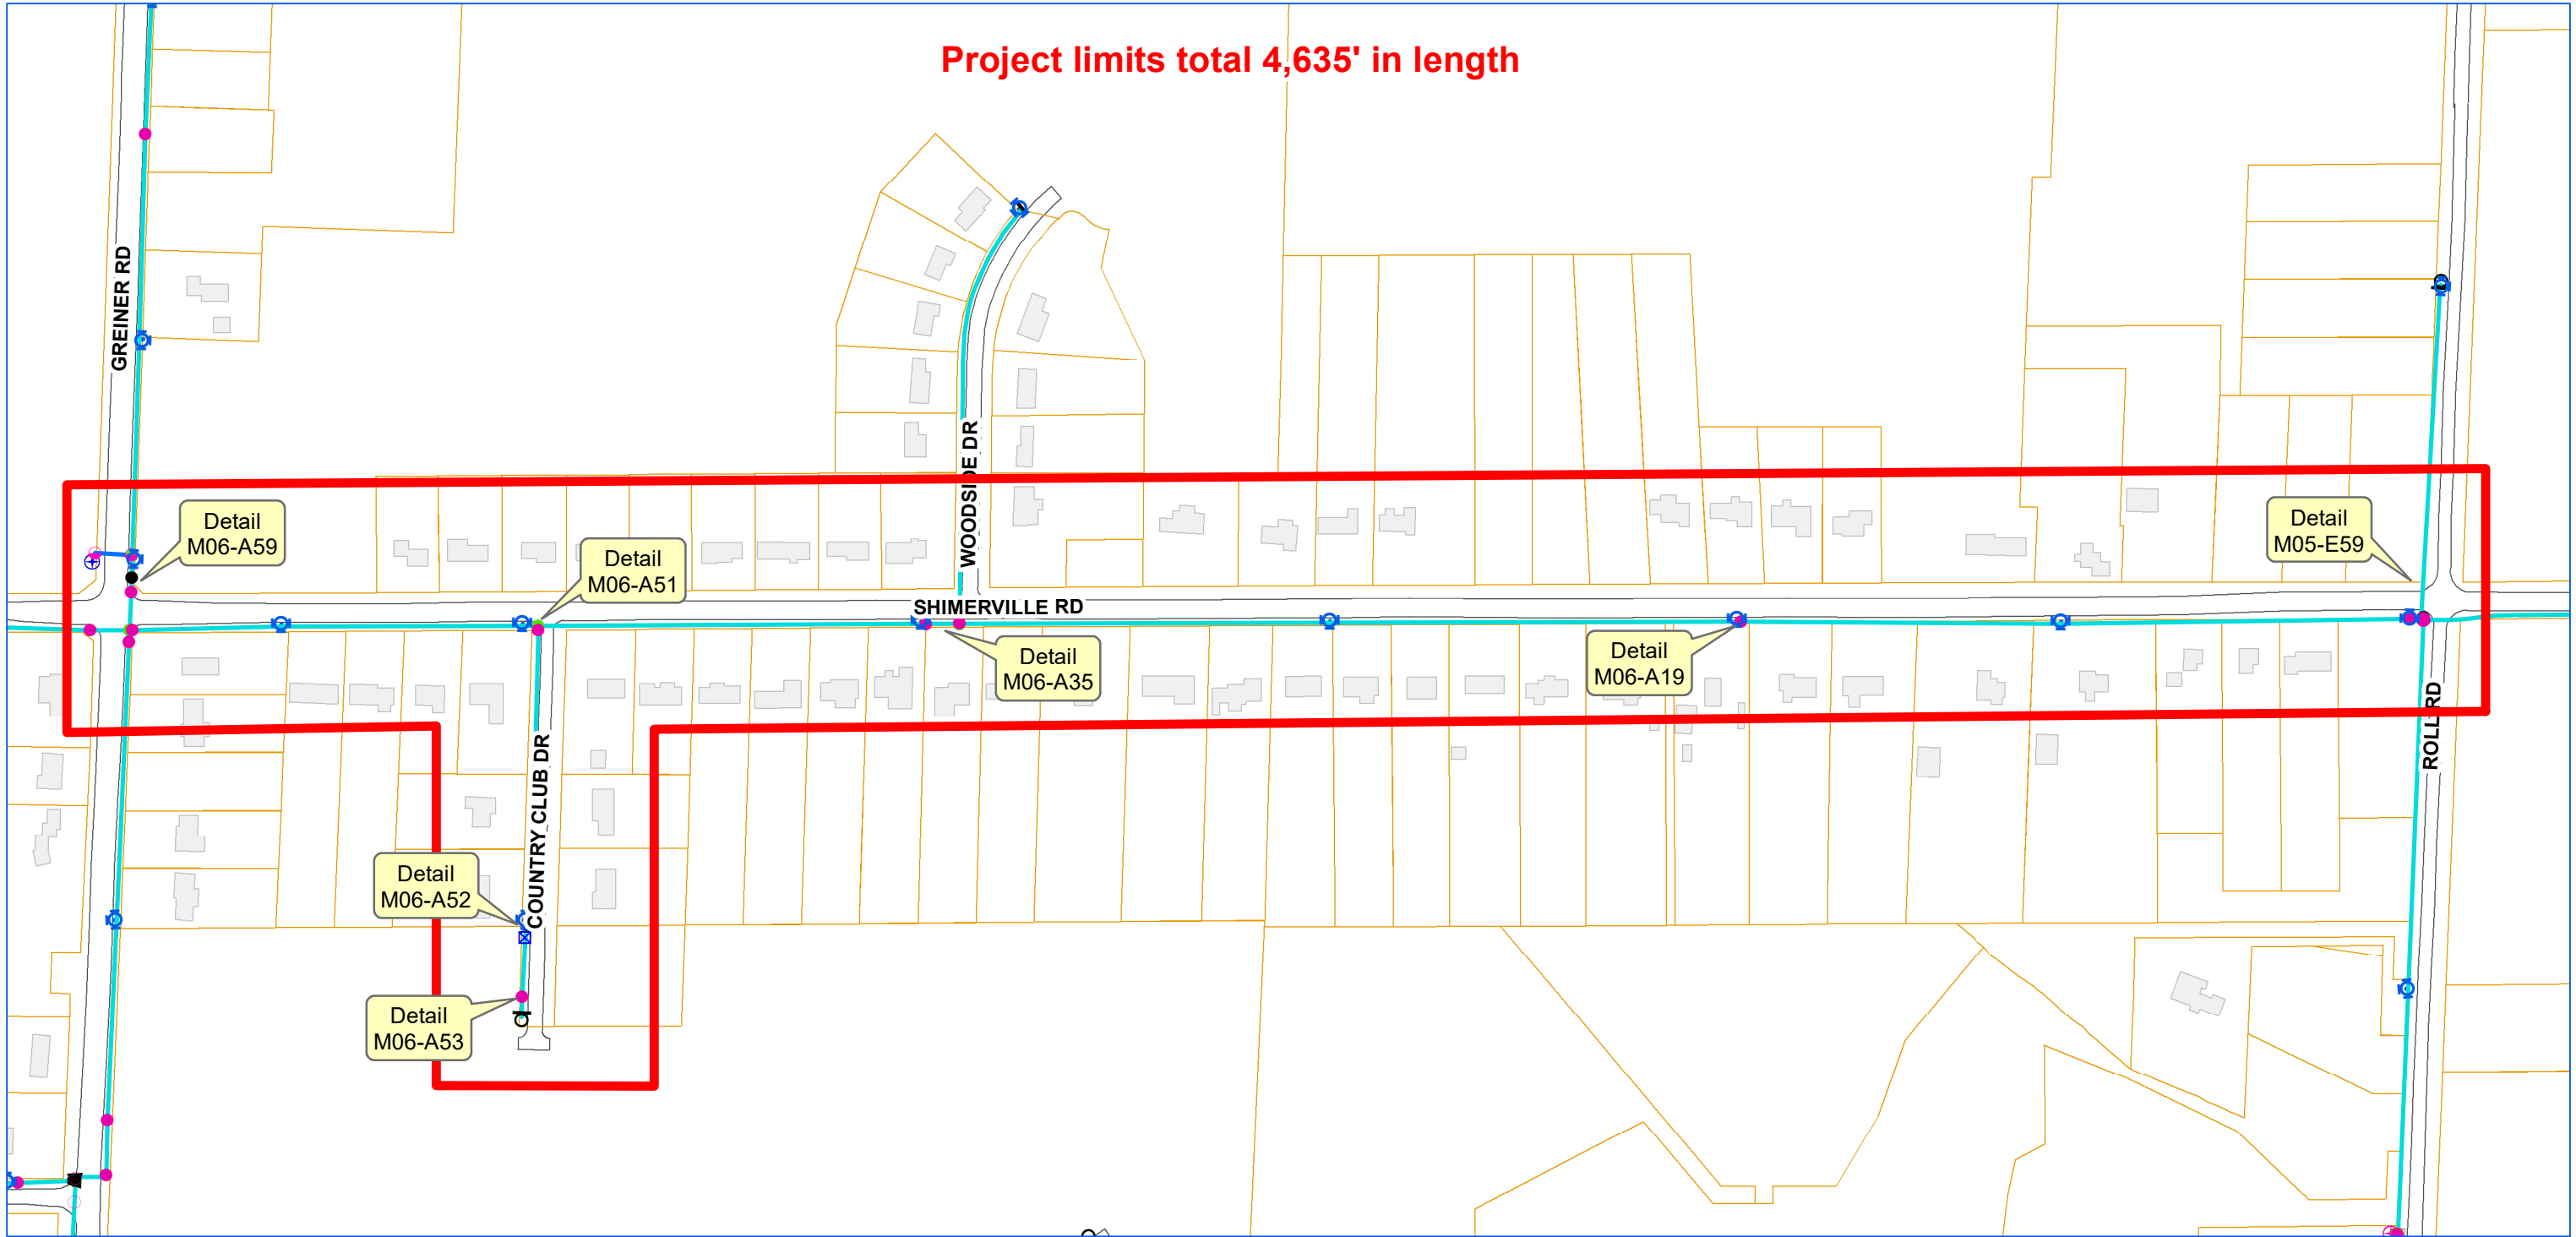 Project limits total 4,635' in length
GREINER RD
WOODSIDE DR
Detail
M06-A59
Detail
M06-A51
Detail
M05-E59
SHIMERVILLE RD
Detail
M06-A35
Detail
M06-A19
ROLL RD
COUNTRY CLUB DR
Detail
M06-A52
Detail
M06-A53